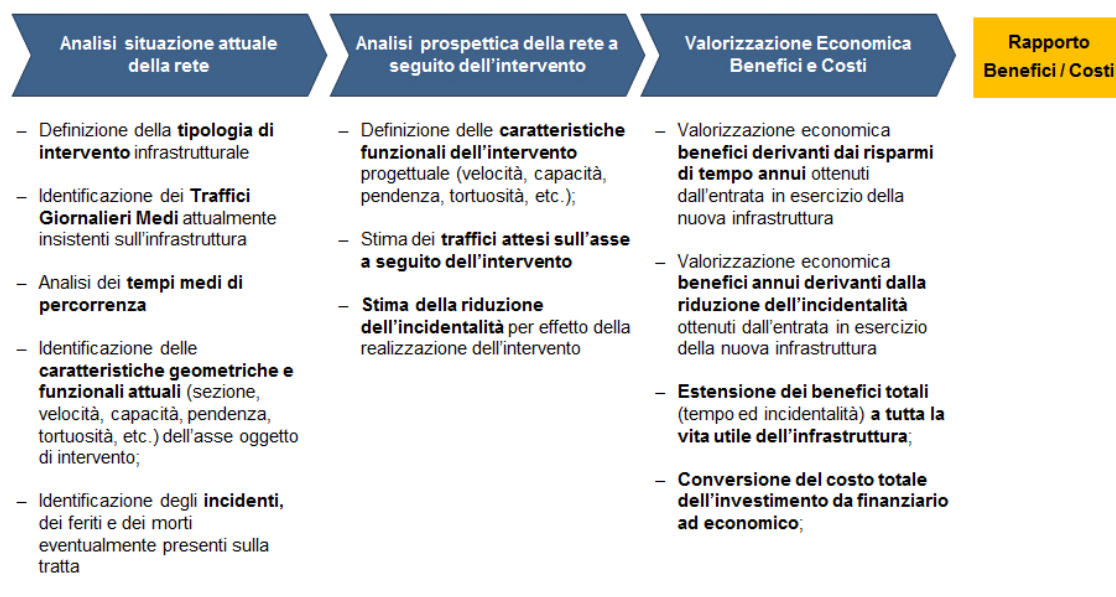 Analisi situazione attuale
della rete
Analisi prospettica della rete a
seguito dell'intervento
Valorizzazione Economica
Benefici e Costi
Rapporto
Benefici / Costi
– Definizione della tipologia di
intervento infrastrutturale
– Identificazione dei Traffici
Giornalieri Medi attualmente
insistenti sull'infrastruttura
– Analisi dei tempi medi di
percorrenza
– Identificazione delle
caratteristiche geometriche e
funzionali attuali (sezione,
velocità, capacità, pendenza,
tortuosità, etc.) dell'asse oggetto
di intervento;
– Identificazione degli incidenti,
dei feriti e dei morti
eventualmente presenti sulla
tratta
– Definizione delle caratteristiche
funzionali dell'intervento
progettuale (velocità, capacità,
pendenza, tortuosità, etc.);
– Stima dei traffici attesi sull'asse
a seguito dell'intervento
– Stima della riduzione
dell'incidentalità per effetto della
realizzazione dell'intervento
– Valorizzazione economica
benefici derivanti dai risparmi
di tempo annui ottenuti
dall'entrata in esercizio della
nuova infrastruttura
– Valorizzazione economica
benefici annui derivanti dalla
riduzione dell'incidentalità
ottenuti dall'entrata in esercizio
della nuova infrastruttura
– Estensione dei benefici totali
(tempo ed incidentalità) a tutta la
vita utile dell'infrastruttura;
– Conversione del costo totale
dell'investimento da finanziario
ad economico;